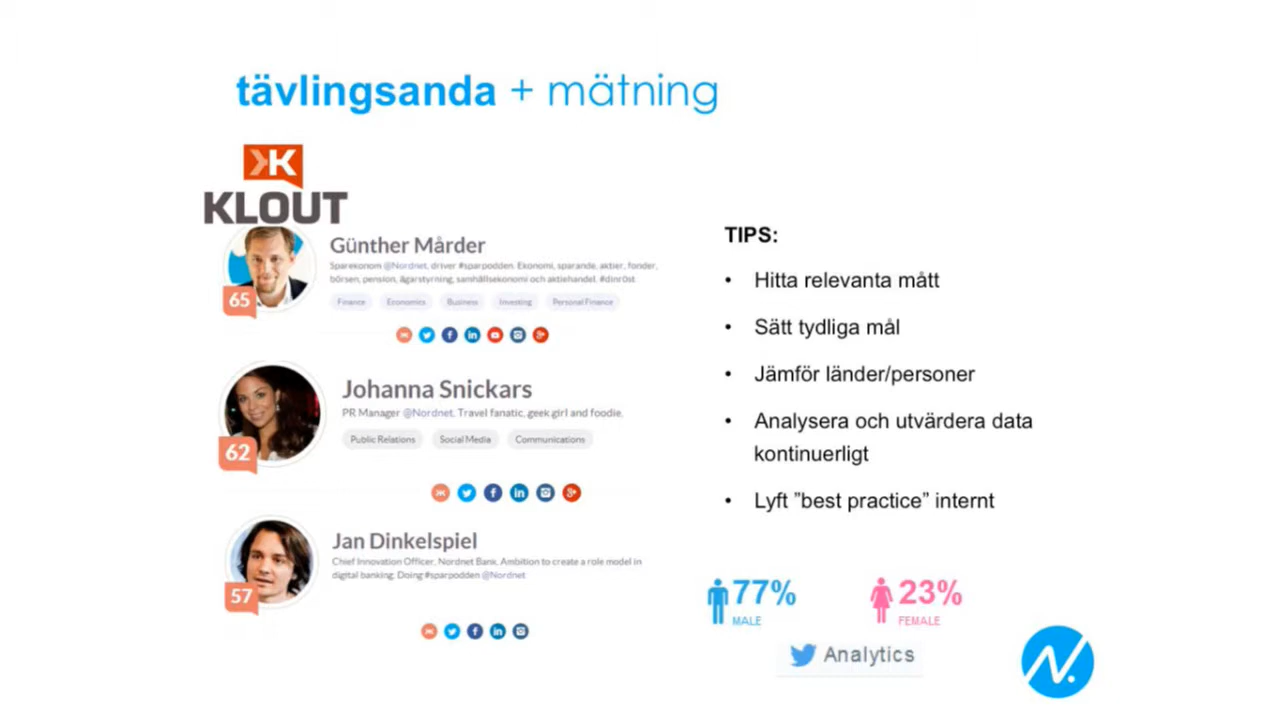 tävlingsanda + mätning
KLOUT
Günther Mårder
Sparekonom @Nordnet, driver #sparpodden. Ekonomi, sparande, aktier, fonder,
börsen, pension, ägarstyrning, samhällsekonomi och aktiehandel. #dinröst
65
Finance Economics Business Investing Personal Finance
Johanna Snickars
PR Manager @Nordnet. Travel fanatic, geek girl and foodie.
Public Relations Social Media Communications
62
Jan Dinkelspiel
Chief Innovation Officer, Nordnet Bank. Ambition to create a role model in
digital banking. Doing #sparpodden @Nordnet
57
TIPS:
• Hitta relevanta mått
• Sätt tydliga mål
• Jämför länder/personer
• Analysera och utvärdera data
kontinuerligt
• Lyft ”best practice” internt
77% 23%
MALE FEMALE
Analytics
N.